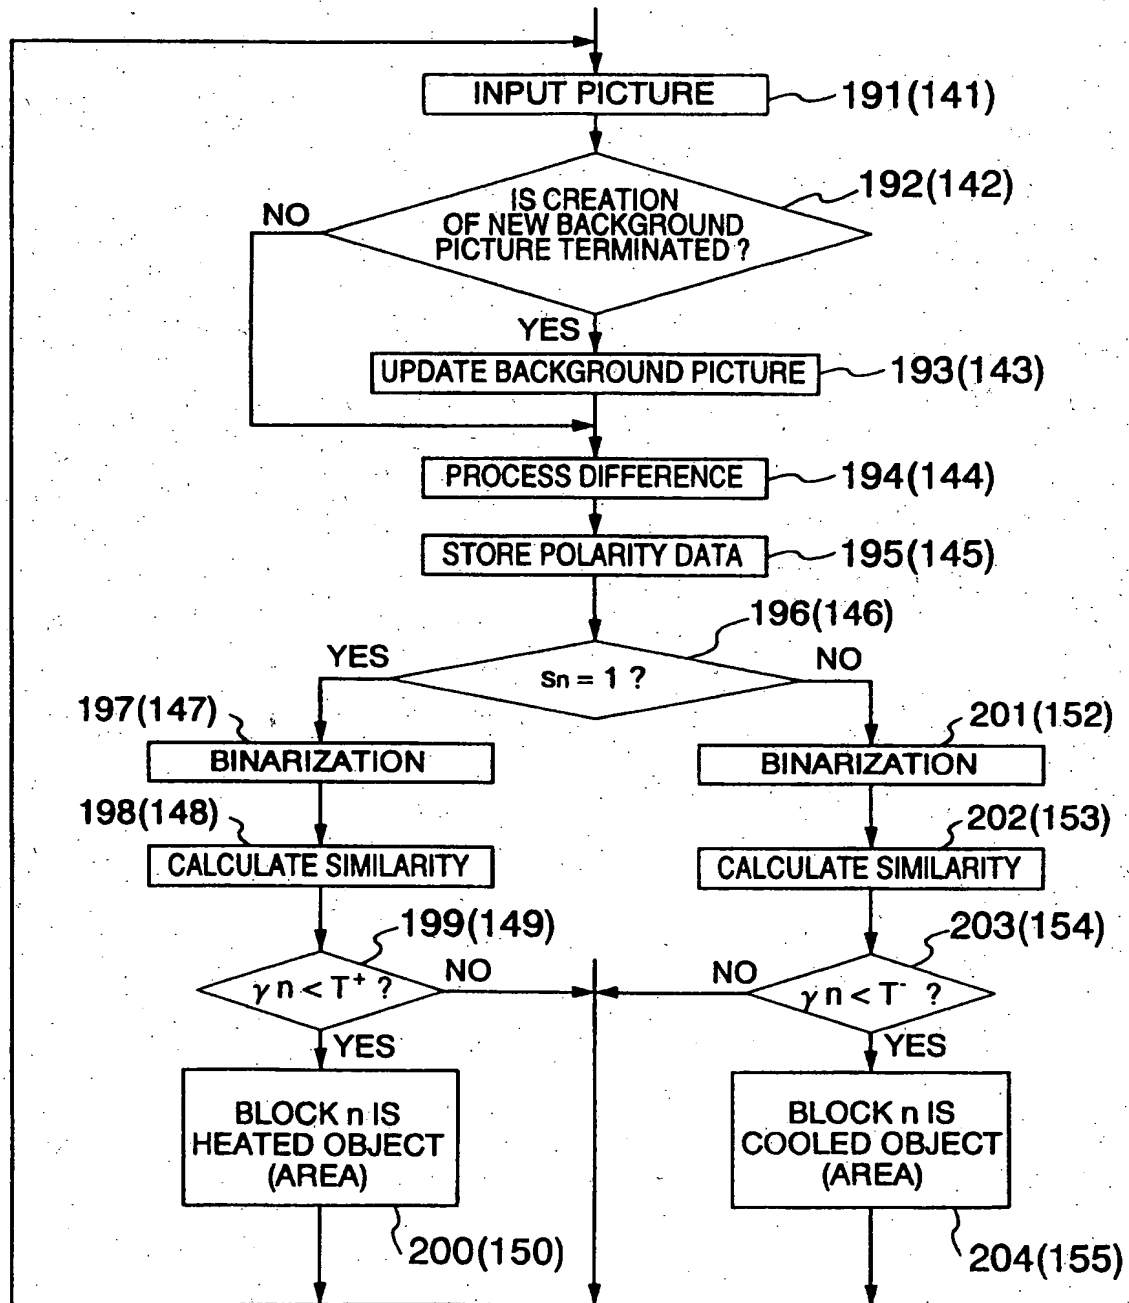 INPUT PICTURE
191(141)
IS CREATION
OF NEW BACKGROUND
PICTURE TERMINATED ?
192(142)
NO
YES
UPDATE BACKGROUND PICTURE
193(143)
PROCESS DIFFERENCE
194(144)
STORE POLARITY DATA
195(145)
196(146)
sn = 1 ?
YES
NO
197(147)
BINARIZATION
198(148)
CALCULATE SIMILARITY
199(149)
γ n < T⁺ ?
NO
YES
BLOCK n IS
HEATED OBJECT
(AREA)
200(150)
201(152)
BINARIZATION
202(153)
CALCULATE SIMILARITY
203(154)
γ n < T⁻ ?
NO
YES
BLOCK n IS
COOLED OBJECT
(AREA)
204(155)